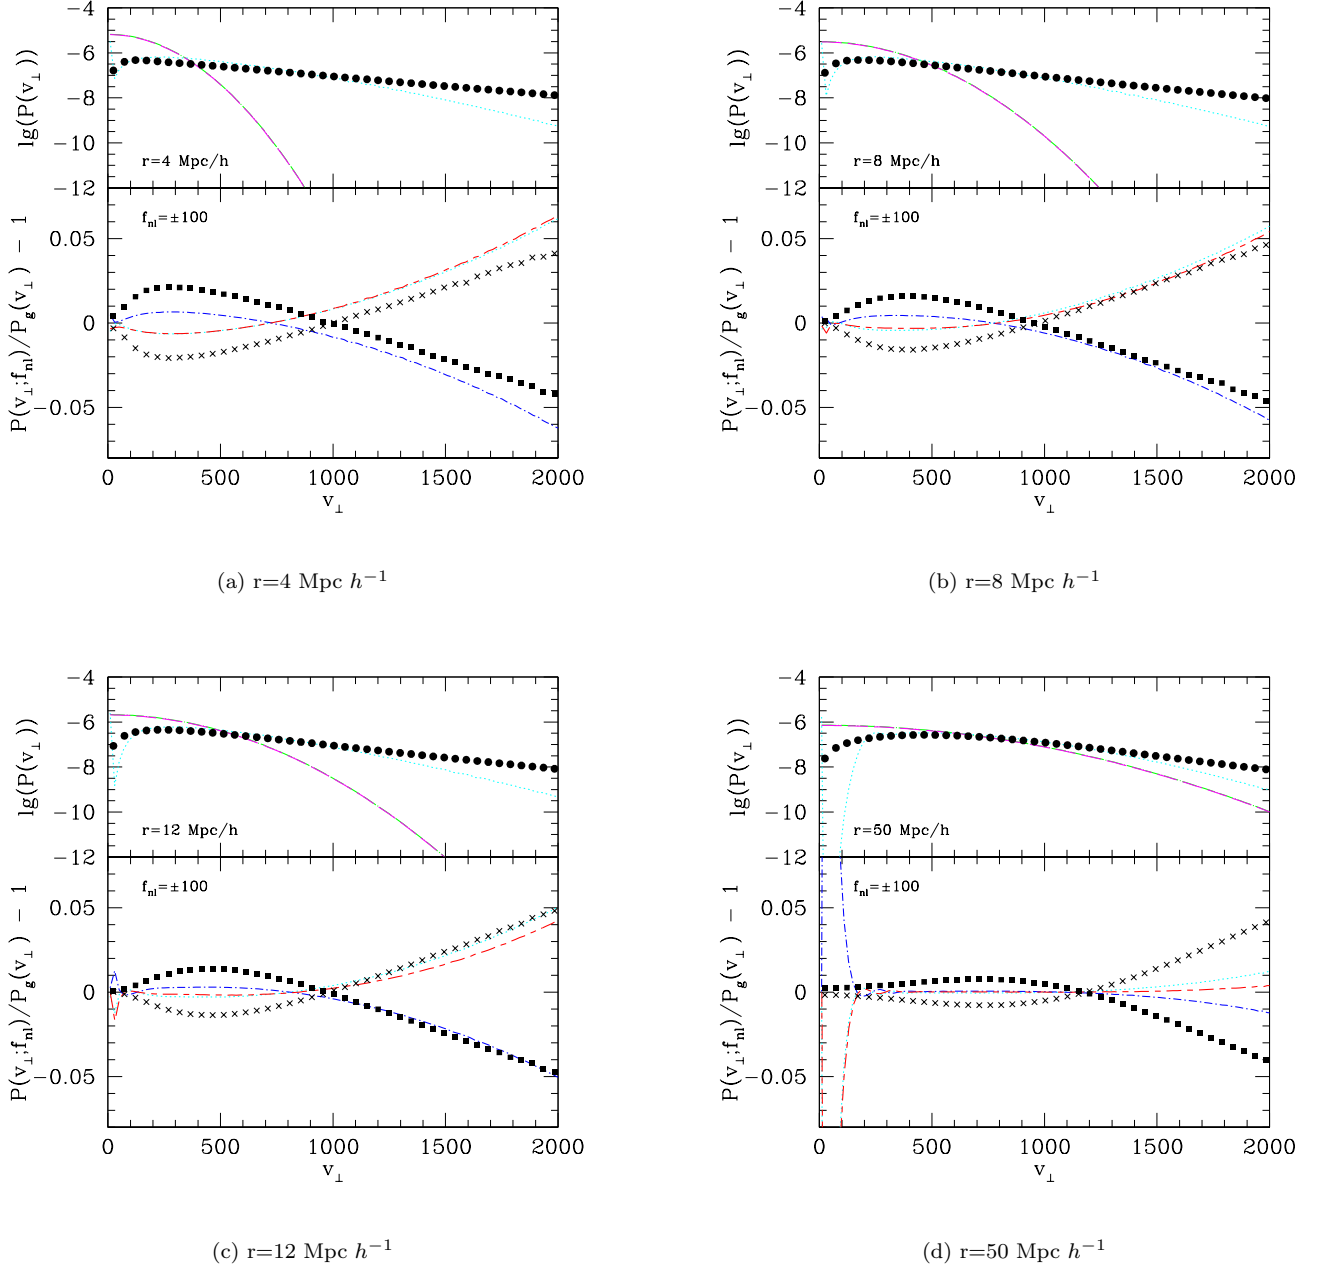 −4
−6
−8
−10
−12
lg(P(v⊥))
r=4 Mpc/h
f_nl=±100
0.05
0
−0.05
P(v⊥;f_nl)/P_g(v⊥) − 1
0 500 1000 1500 2000
v⊥
(a) r=4 Mpc h⁻¹
−4
−6
−8
−10
−12
lg(P(v⊥))
r=8 Mpc/h
f_nl=±100
0.05
0
−0.05
P(v⊥;f_nl)/P_g(v⊥) − 1
0 500 1000 1500 2000
v⊥
(b) r=8 Mpc h⁻¹
−4
−6
−8
−10
−12
lg(P(v⊥))
r=12 Mpc/h
f_nl=±100
0.05
0
−0.05
P(v⊥;f_nl)/P_g(v⊥) − 1
0 500 1000 1500 2000
v⊥
(c) r=12 Mpc h⁻¹
−4
−6
−8
−10
−12
lg(P(v⊥))
r=50 Mpc/h
f_nl=±100
0.05
0
−0.05
P(v⊥;f_nl)/P_g(v⊥) − 1
0 500 1000 1500 2000
v⊥
(d) r=50 Mpc h⁻¹